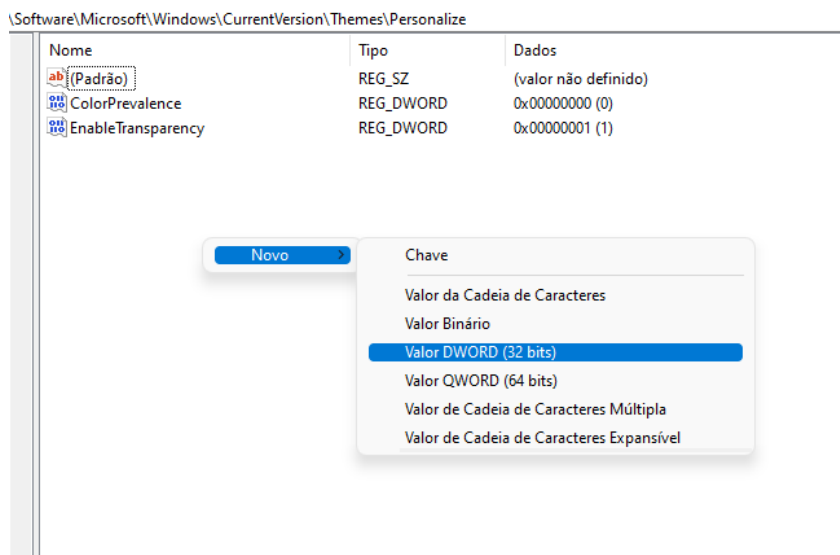 \Software\Microsoft\Windows\CurrentVersion\Themes\Personalize
Nome Tipo Dados
ab (Padrão) REG_SZ (valor não definido)
ColorPrevalence REG_DWORD 0x00000000 (0)
EnableTransparency REG_DWORD 0x00000001 (1)
Novo
Chave
Valor da Cadeia de Caracteres
Valor Binário
Valor DWORD (32 bits)
Valor QWORD (64 bits)
Valor de Cadeia de Caracteres Múltipla
Valor de Cadeia de Caracteres Expansível